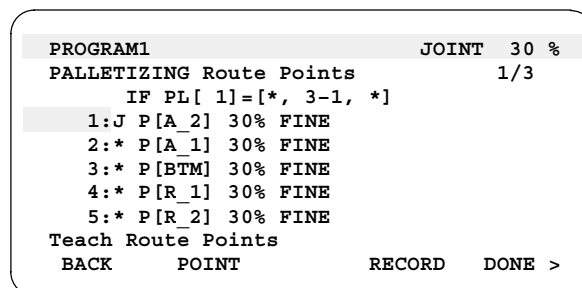 PROGRAM1 JOINT 30 %
PALLETIZING Route Points 1/3
IF PL[ 1]=[*, 3-1, *]
1:J P[A_2] 30% FINE
2:* P[A_1] 30% FINE
3:* P[BTM] 30% FINE
4:* P[R_1] 30% FINE
5:* P[R_2] 30% FINE
Teach Route Points
BACK POINT RECORD DONE >